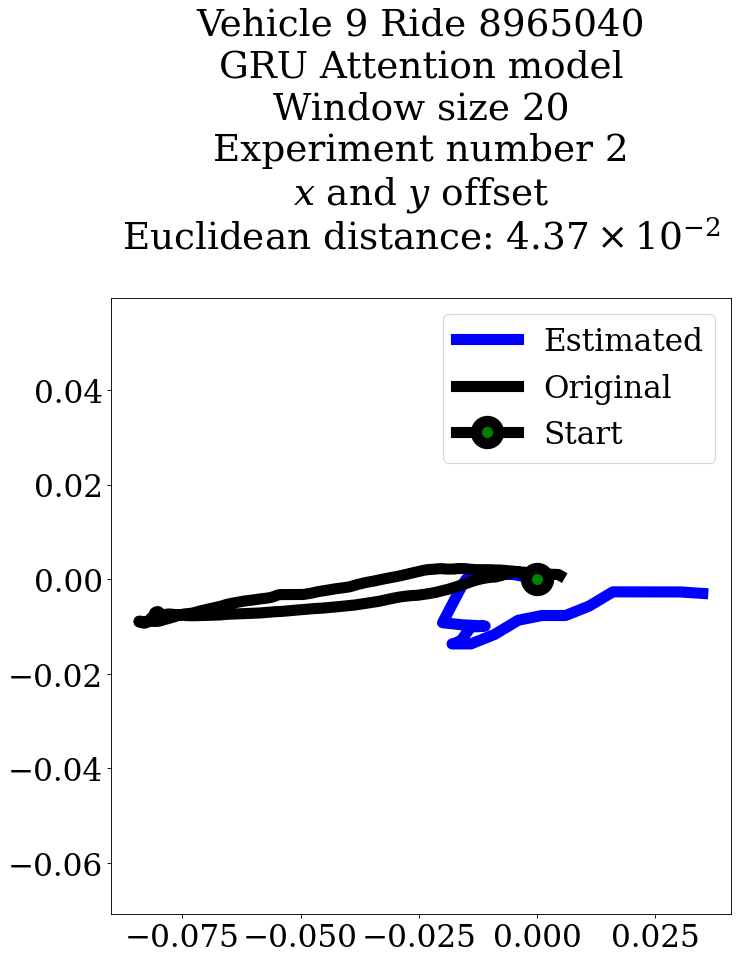 Vehicle 9 Ride 8965040
GRU Attention model
Window size 20
Experiment number 2
x and y offset
Euclidean distance: 4.37 × 10⁻²
Estimated
Original
Start
0.04
0.02
0.00
−0.02
−0.04
−0.06
−0.075 −0.050 −0.025 0.000 0.025